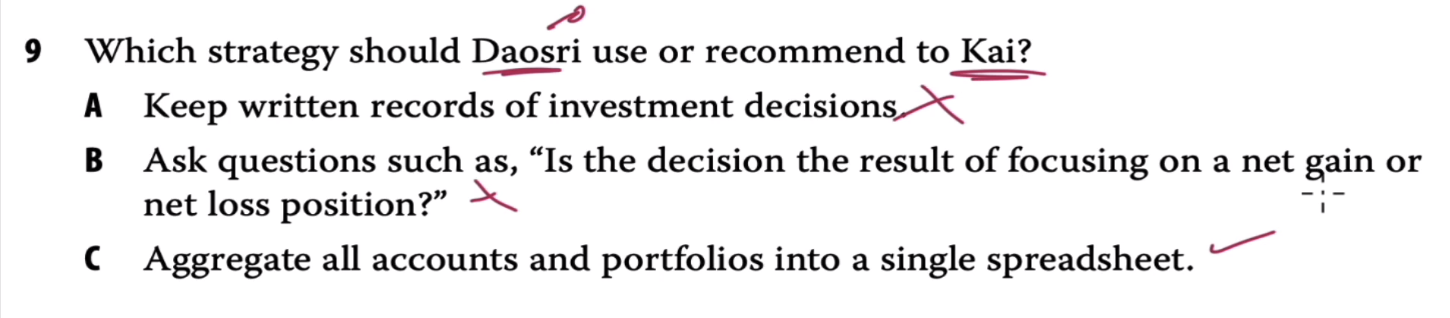 9 Which strategy should Daosri use or recommend to Kai?
A Keep written records of investment decisions.
B Ask questions such as, “Is the decision the result of focusing on a net gain or
net loss position?”
C Aggregate all accounts and portfolios into a single spreadsheet.